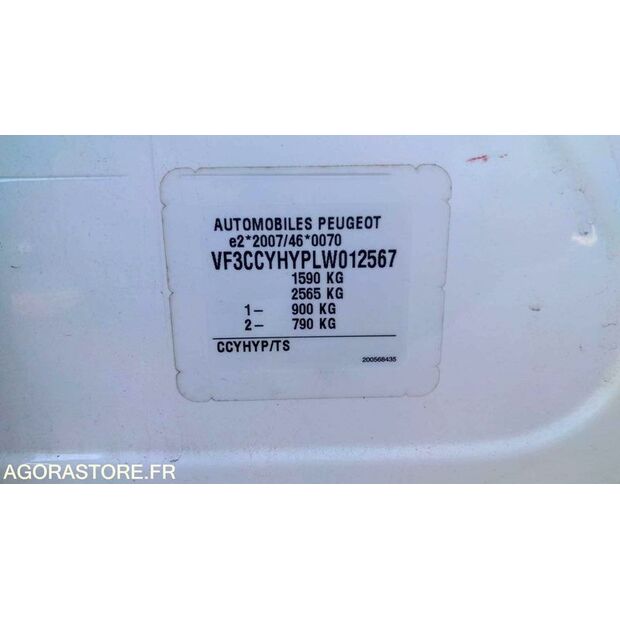 AUTOMOBILES PEUGEOT
e2*2007/46*0070
VF3CCYHYPLW012567
1590 KG
2565 KG
1– 900 KG
2– 790 KG
CCYHYP/TS
200568435
AGORASTORE.FR